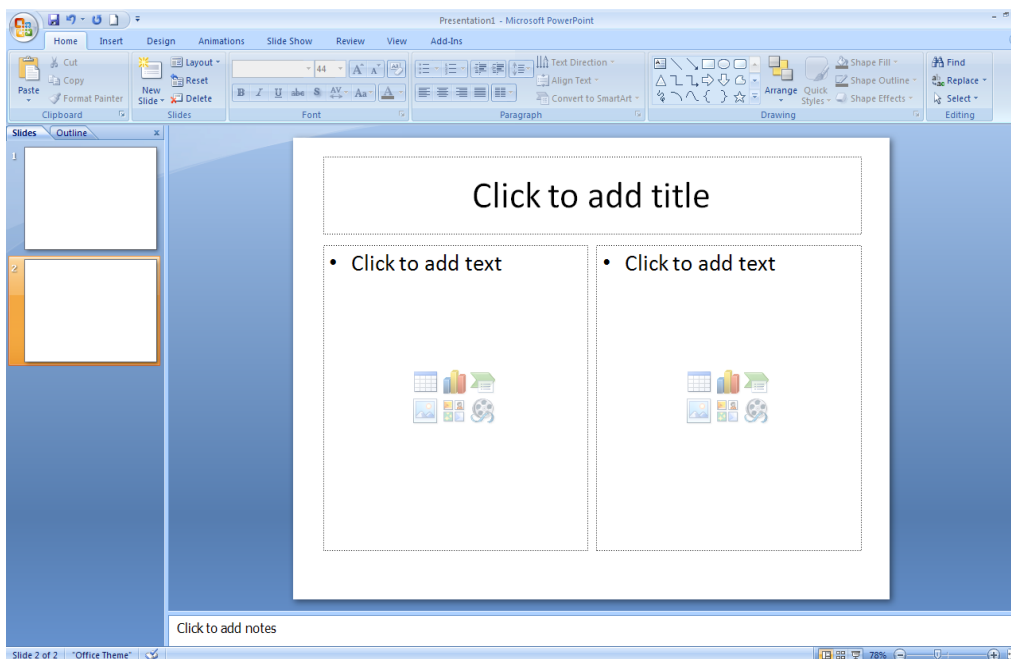 Presentation1 - Microsoft PowerPoint
Home Insert Design Animations Slide Show Review View Add-Ins
Paste
Cut
Copy
Format Painter
Clipboard
New Slide
Layout
Reset
Delete
Slides
44
B I U abe S AV Aa A
Font
Text Direction
Align Text
Convert to SmartArt
Paragraph
Arrange
Quick Styles
Shape Fill
Shape Outline
Shape Effects
Drawing
Find
Replace
Select
Editing
Slides Outline x
1
2
Click to add title
• Click to add text
• Click to add text
Click to add notes
Slide 2 of 2 "Office Theme" 78%